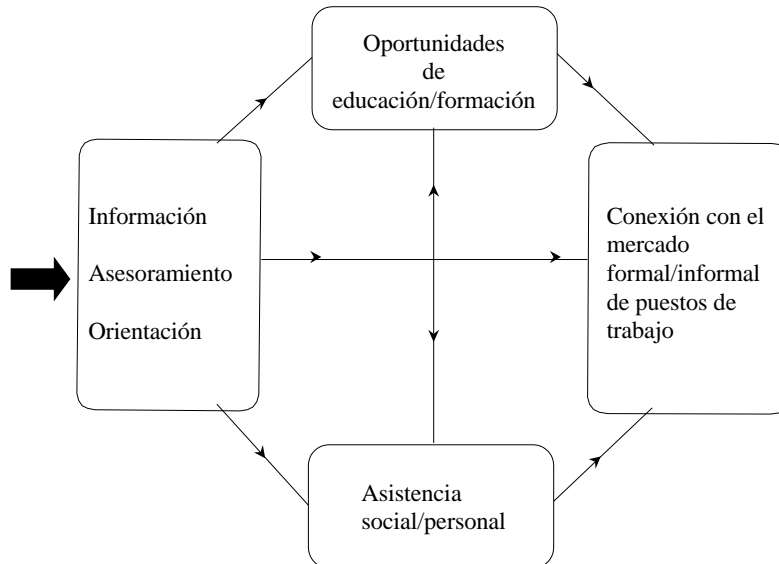 Oportunidades
de
educación/formación
Información
Asesoramiento
Orientación
Conexión con el
mercado
formal/informal
de puestos de
trabajo
Asistencia
social/personal